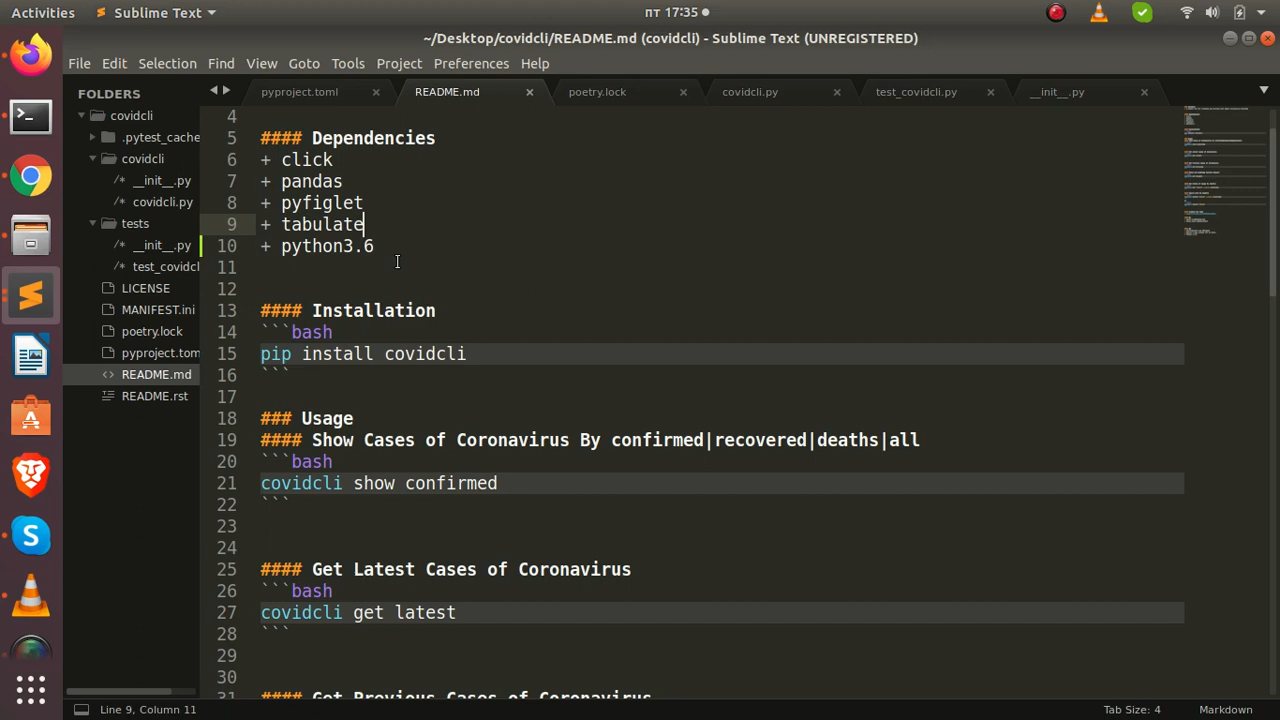 Activities
Sublime Text
пт 17:35
~/Desktop/covidcli/README.md (covidcli) - Sublime Text (UNREGISTERED)
File Edit Selection Find View Goto Tools Project Preferences Help
FOLDERS
covidcli
.pytest_cache
covidcli
/* __init__.py
/* covidcli.py
tests
/* __init__.py
/* test_covidcl
LICENSE
MANIFEST.ini
poetry.lock
pyproject.tom
<> README.md
README.rst
pyproject.toml README.md poetry.lock covidcli.py test_covidcli.py __init__.py
4
5 #### Dependencies
6 + click
7 + pandas
8 + pyfiglet
9 + tabulate
10 + python3.6
11
12
13 #### Installation
14 ```bash
15 pip install covidcli
16 ```
17
18 ### Usage
19 #### Show Cases of Coronavirus By confirmed|recovered|deaths|all
20 ```bash
21 covidcli show confirmed
22 ```
23
24
25 #### Get Latest Cases of Coronavirus
26 ```bash
27 covidcli get latest
28 ```
29
30
31 #### Get Previous Cases of Coronavirus
Line 9, Column 11
Tab Size: 4
Markdown